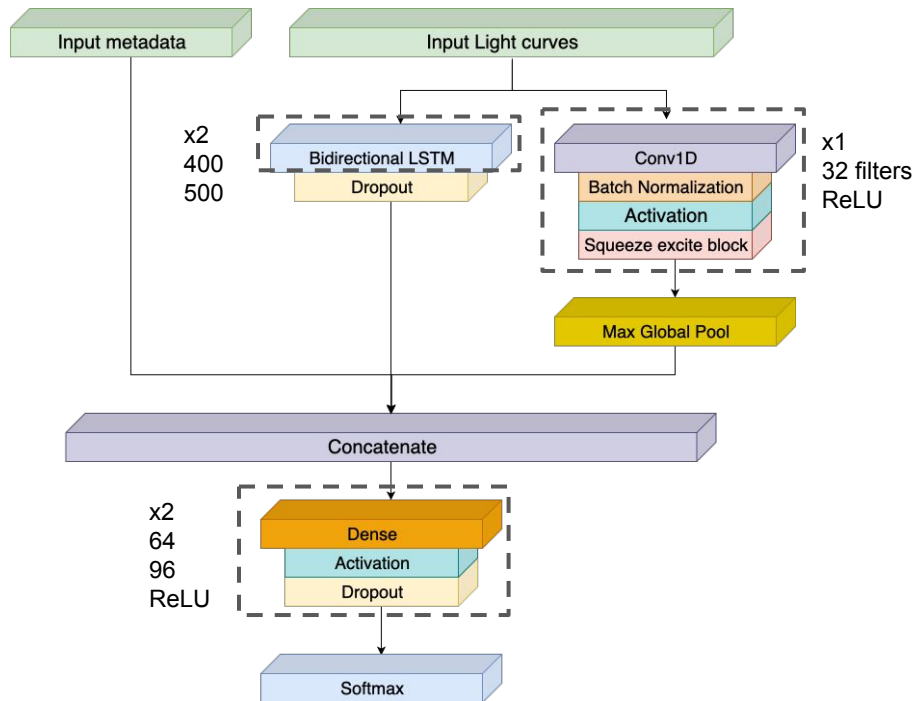 Input metadata
Input Light curves
x2
400
500
Bidirectional LSTM
Dropout
Conv1D
Batch Normalization
Activation
Squeeze excite block
x1
32 filters
ReLU
Max Global Pool
Concatenate
x2
64
96
ReLU
Dense
Activation
Dropout
Softmax